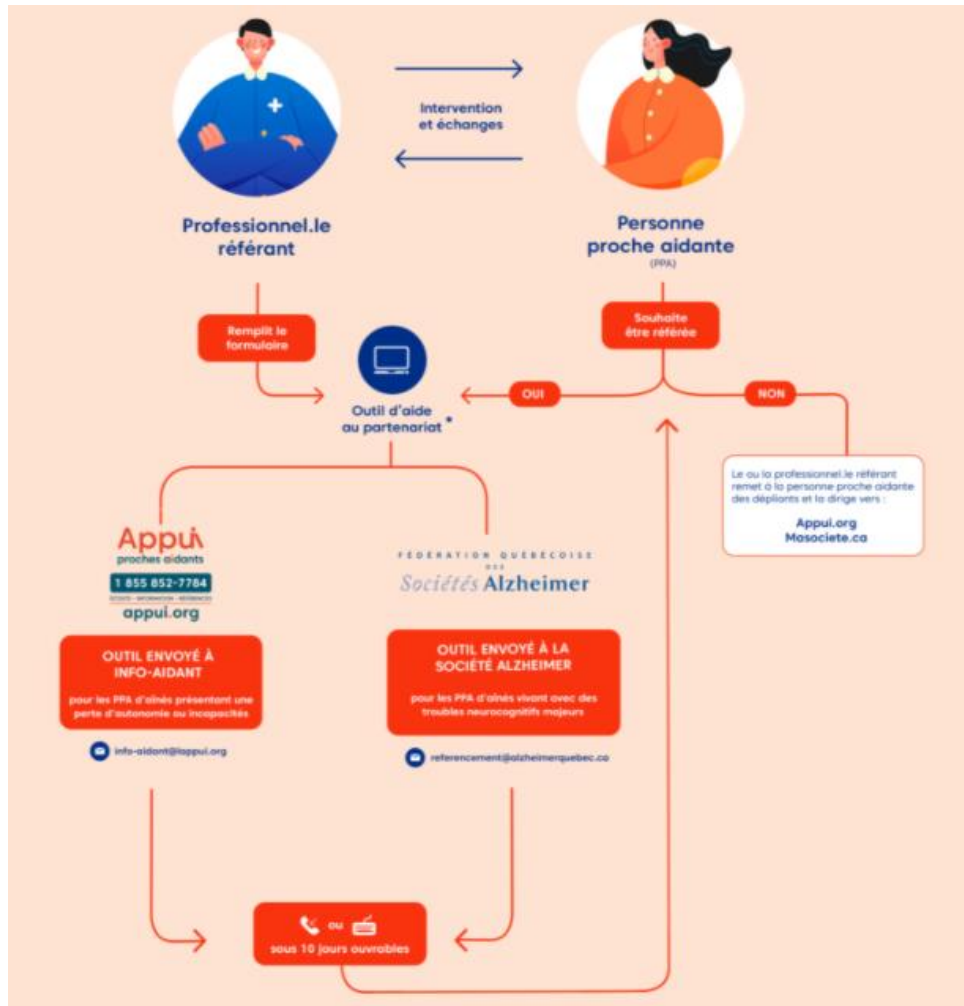 Intervention
et échanges
Professionnel.le
référant
Personne
proche aidante
(PPA)
Remplit le
formulaire
Souhaite
être référée
Outil d'aide
au partenariat *
OUI
NON
Le ou la professionnel.le référant
remet à la personne proche aidante
des dépliants et la dirige vers :
Appui.org
Masociete.ca
Appui
proches aidants
1 855 852-7784
ÉCOUTE - INFORMATION - RÉFÉRENCES
appui.org
FÉDÉRATION QUÉBÉCOISE
DES
Sociétés Alzheimer
OUTIL ENVOYÉ À
INFO-AIDANT
pour les PPA d'aînés présentant une
perte d'autonomie ou incapacités
info-aidant@lappui.org
OUTIL ENVOYÉ À LA
SOCIÉTÉ ALZHEIMER
pour les PPA d'aînés vivant avec des
troubles neurocognitifs majeurs
referencement@alzheimerquebec.ca
ou
sous 10 jours ouvrables